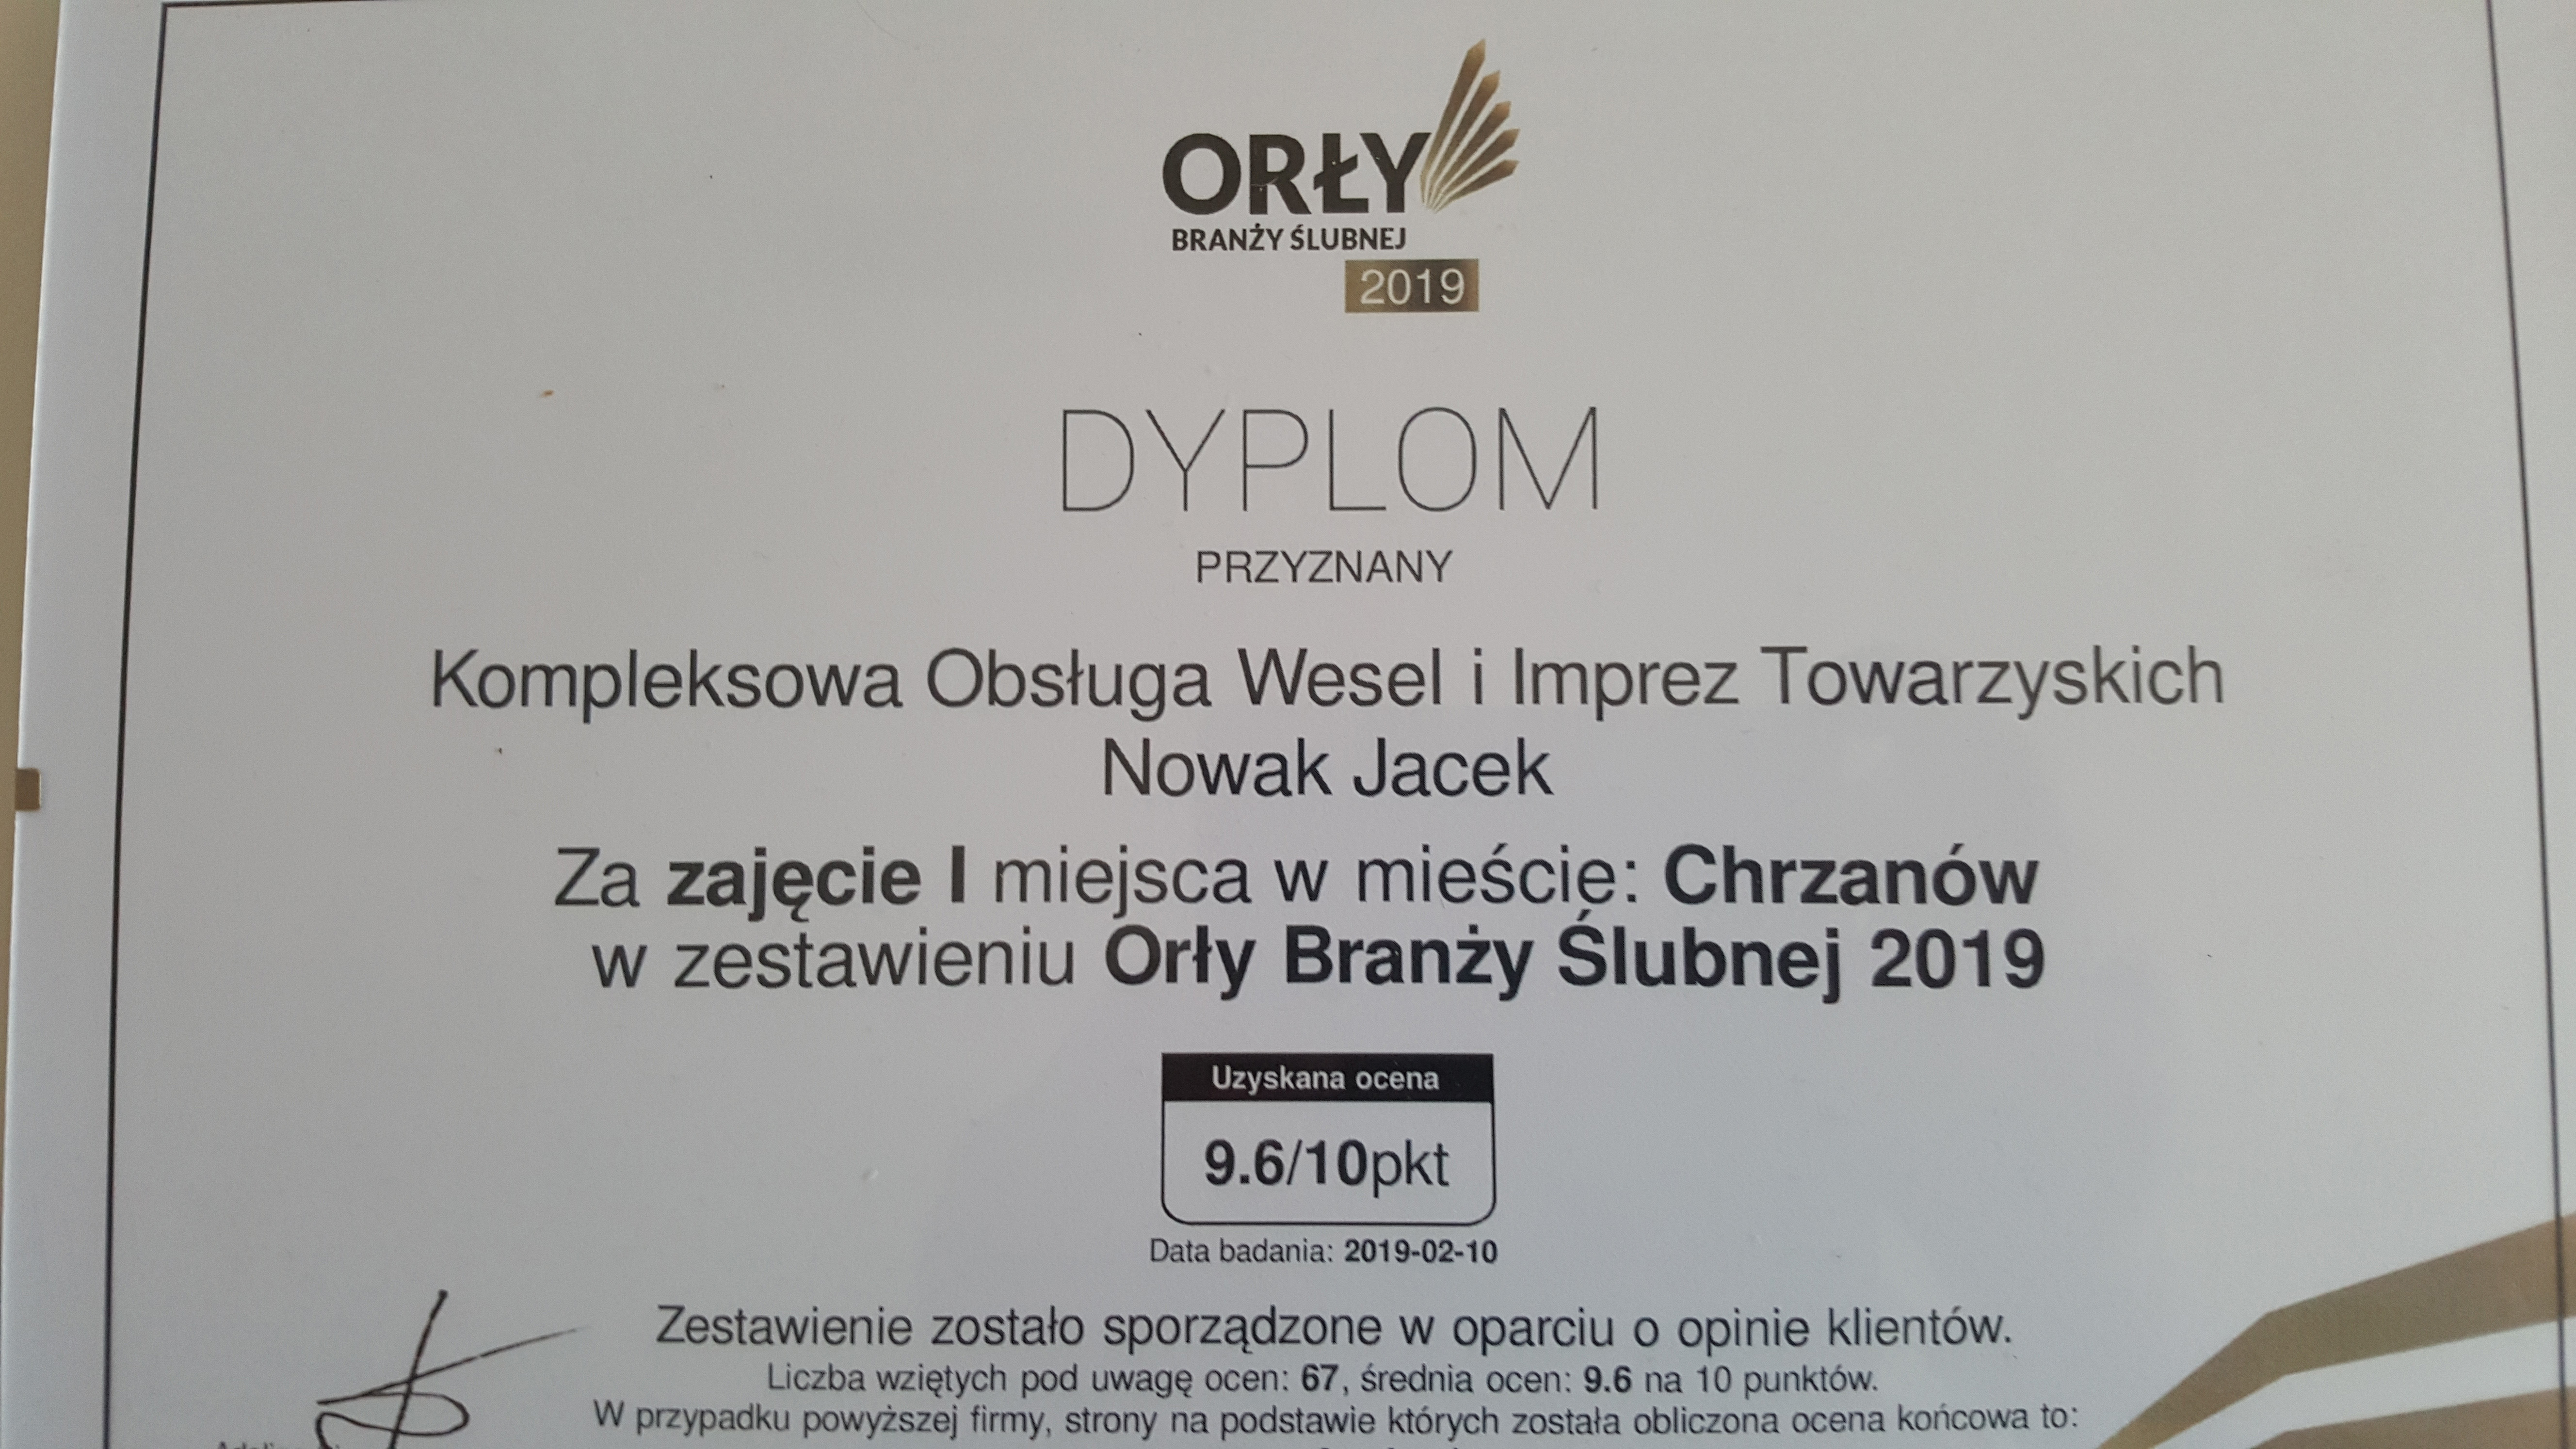 ORŁY
BRANŻY ŚLUBNEJ
2019
DYPLOM
PRZYZNANY
Kompleksowa Obsługa Wesel i Imprez Towarzyskich
Nowak Jacek
Za zajęcie I miejsca w mieście: Chrzanów
w zestawieniu Orły Branży Ślubnej 2019
Uzyskana ocena
9.6/10pkt
Data badania: 2019-02-10
Zestawienie zostało sporządzone w oparciu o opinie klientów.
Liczba wziętych pod uwagę ocen: 67, średnia ocen: 9.6 na 10 punktów.
W przypadku powyższej firmy, strony na podstawie których została obliczona ocena końcowa to: